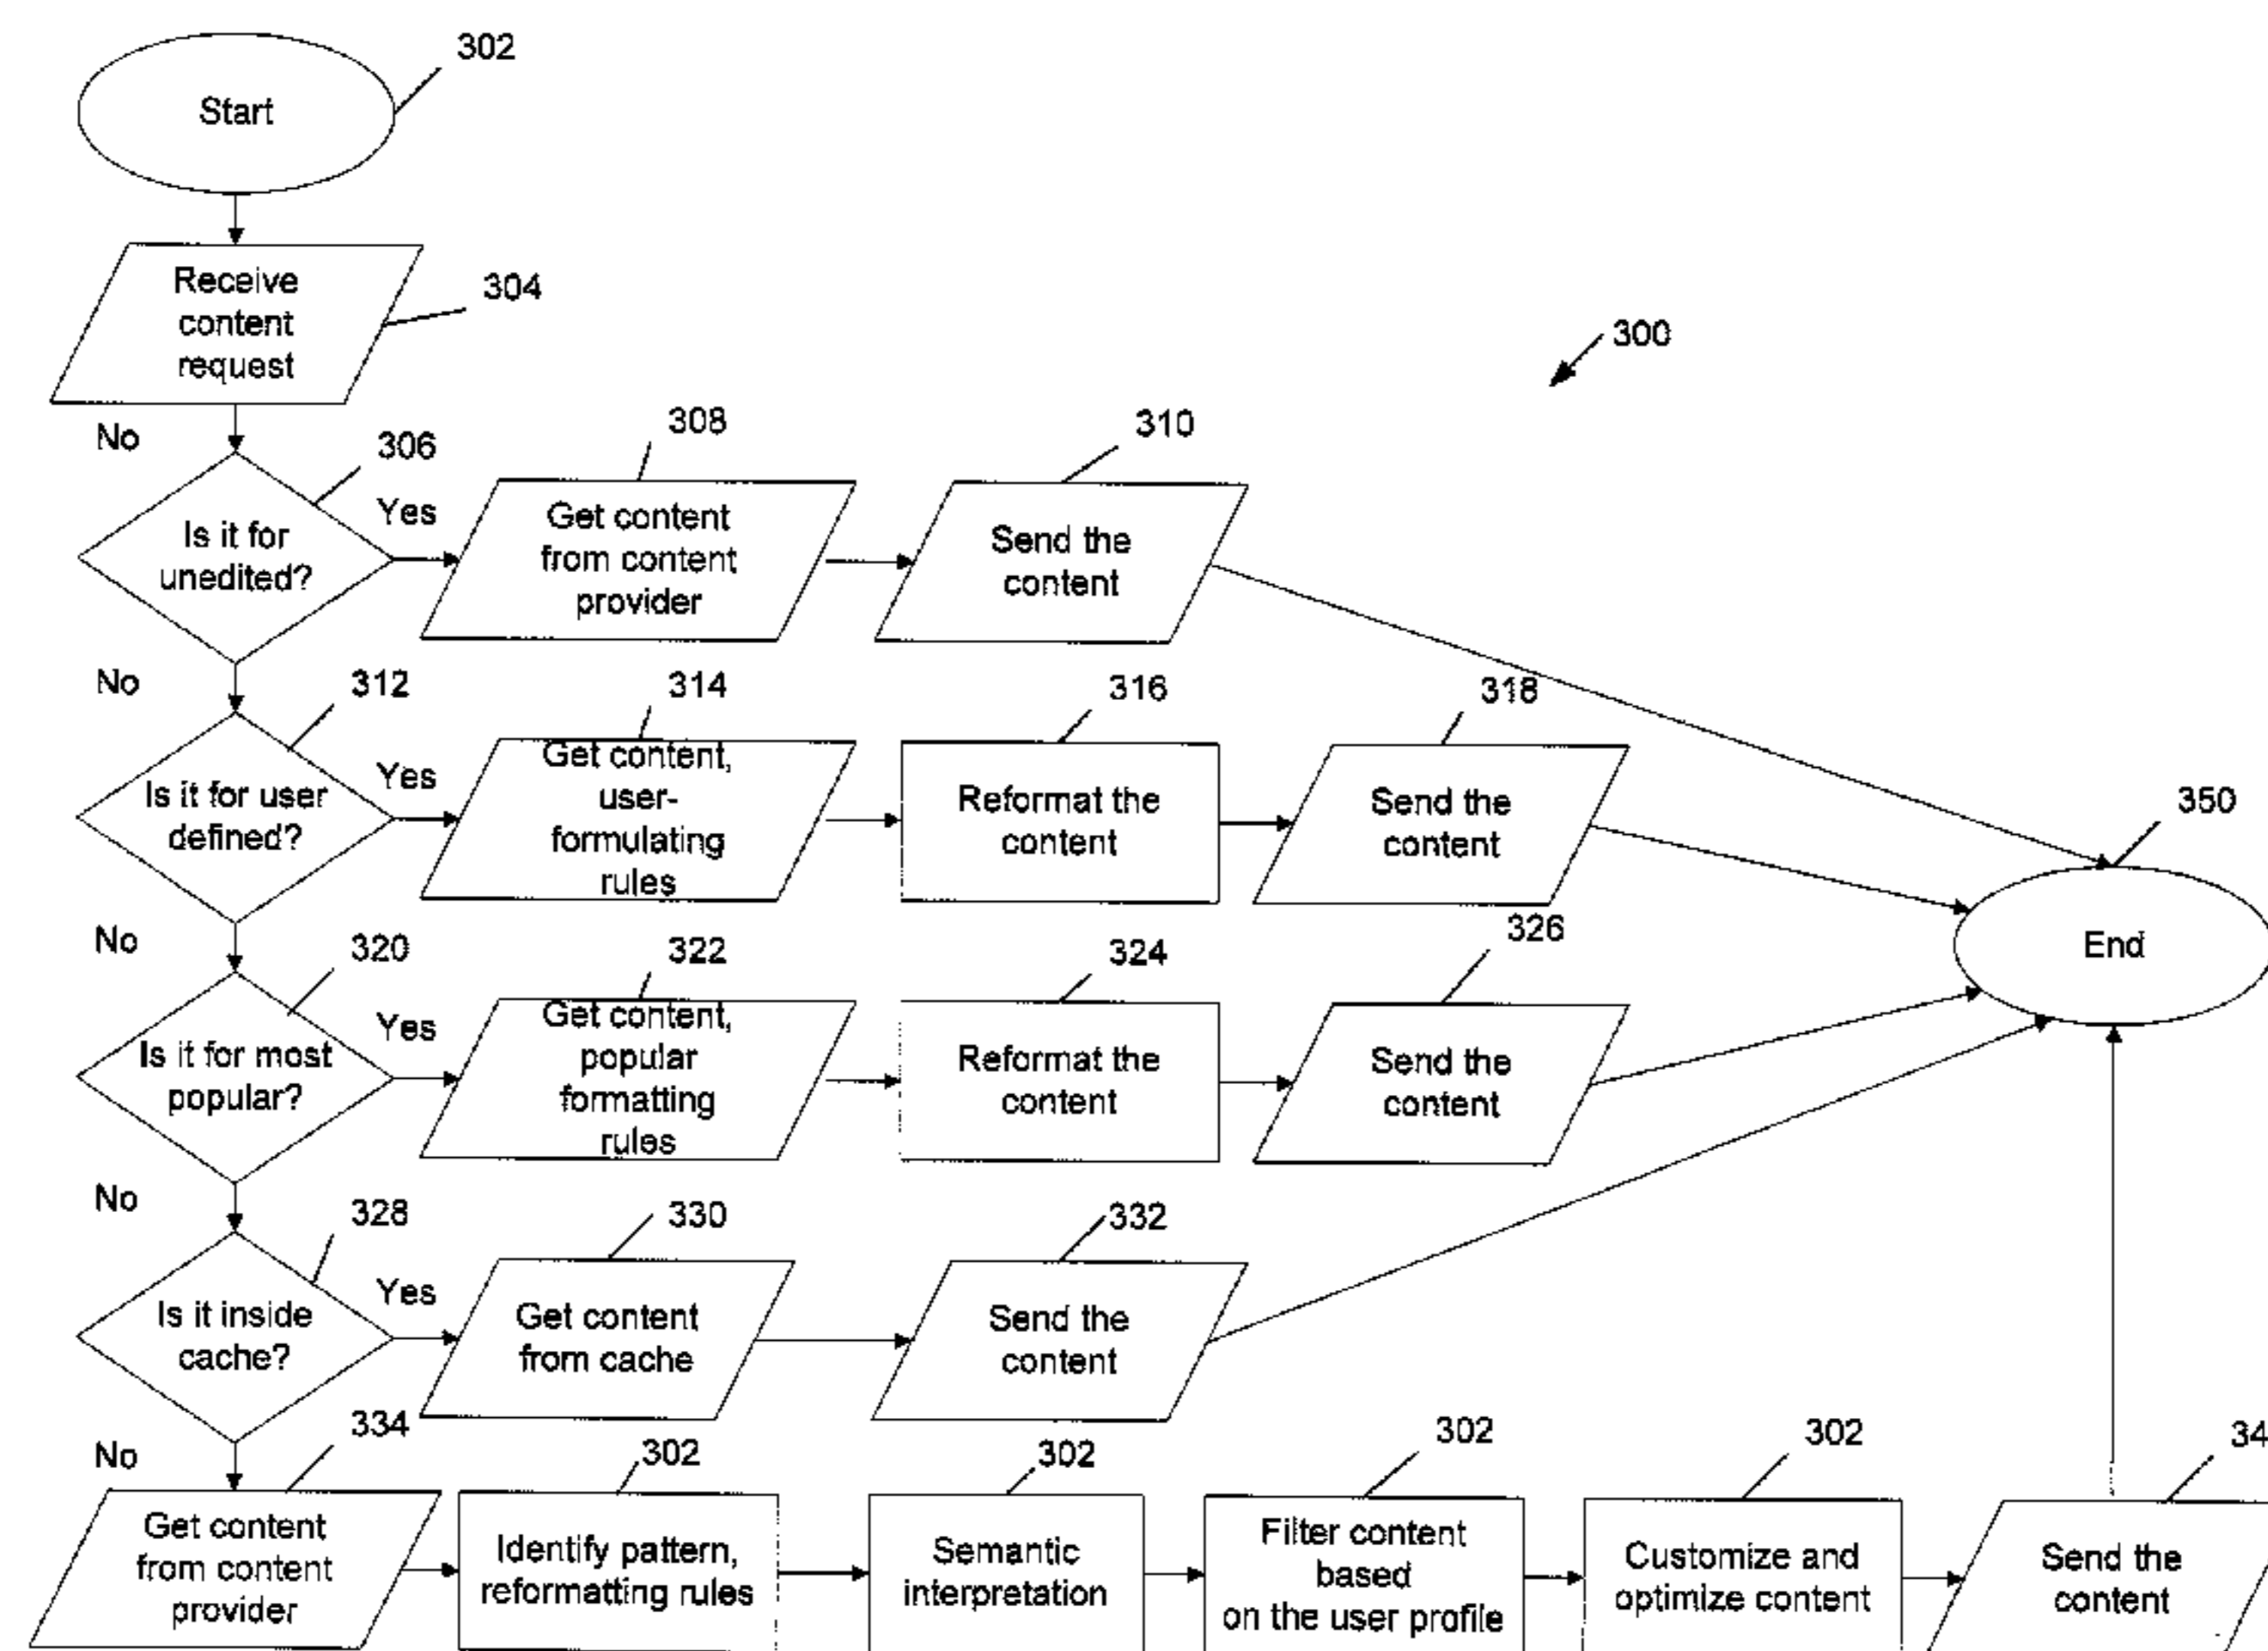 302
Start
Receive
content
request
304
300
No
306
308
310
Is it for
unedited?
Yes
Get content
from content
provider
Send the
content
No
312
314
316
318
Is it for user
defined?
Yes
Get content,
user-
formulating
rules
Reformat the
content
Send the
content
350
End
No
320
322
324
326
Is it for most
popular?
Yes
Get content,
popular
formatting
rules
Reformat the
content
Send the
content
No
328
330
332
Is it inside
cache?
Yes
Get content
from cache
Send the
content
No
334
302
302
302
302
34
Get content
from content
provider
Identify pattern,
reformatting rules
Semantic
interpretation
Filter content
based
on the user profile
Customize and
optimize content
Send the
content